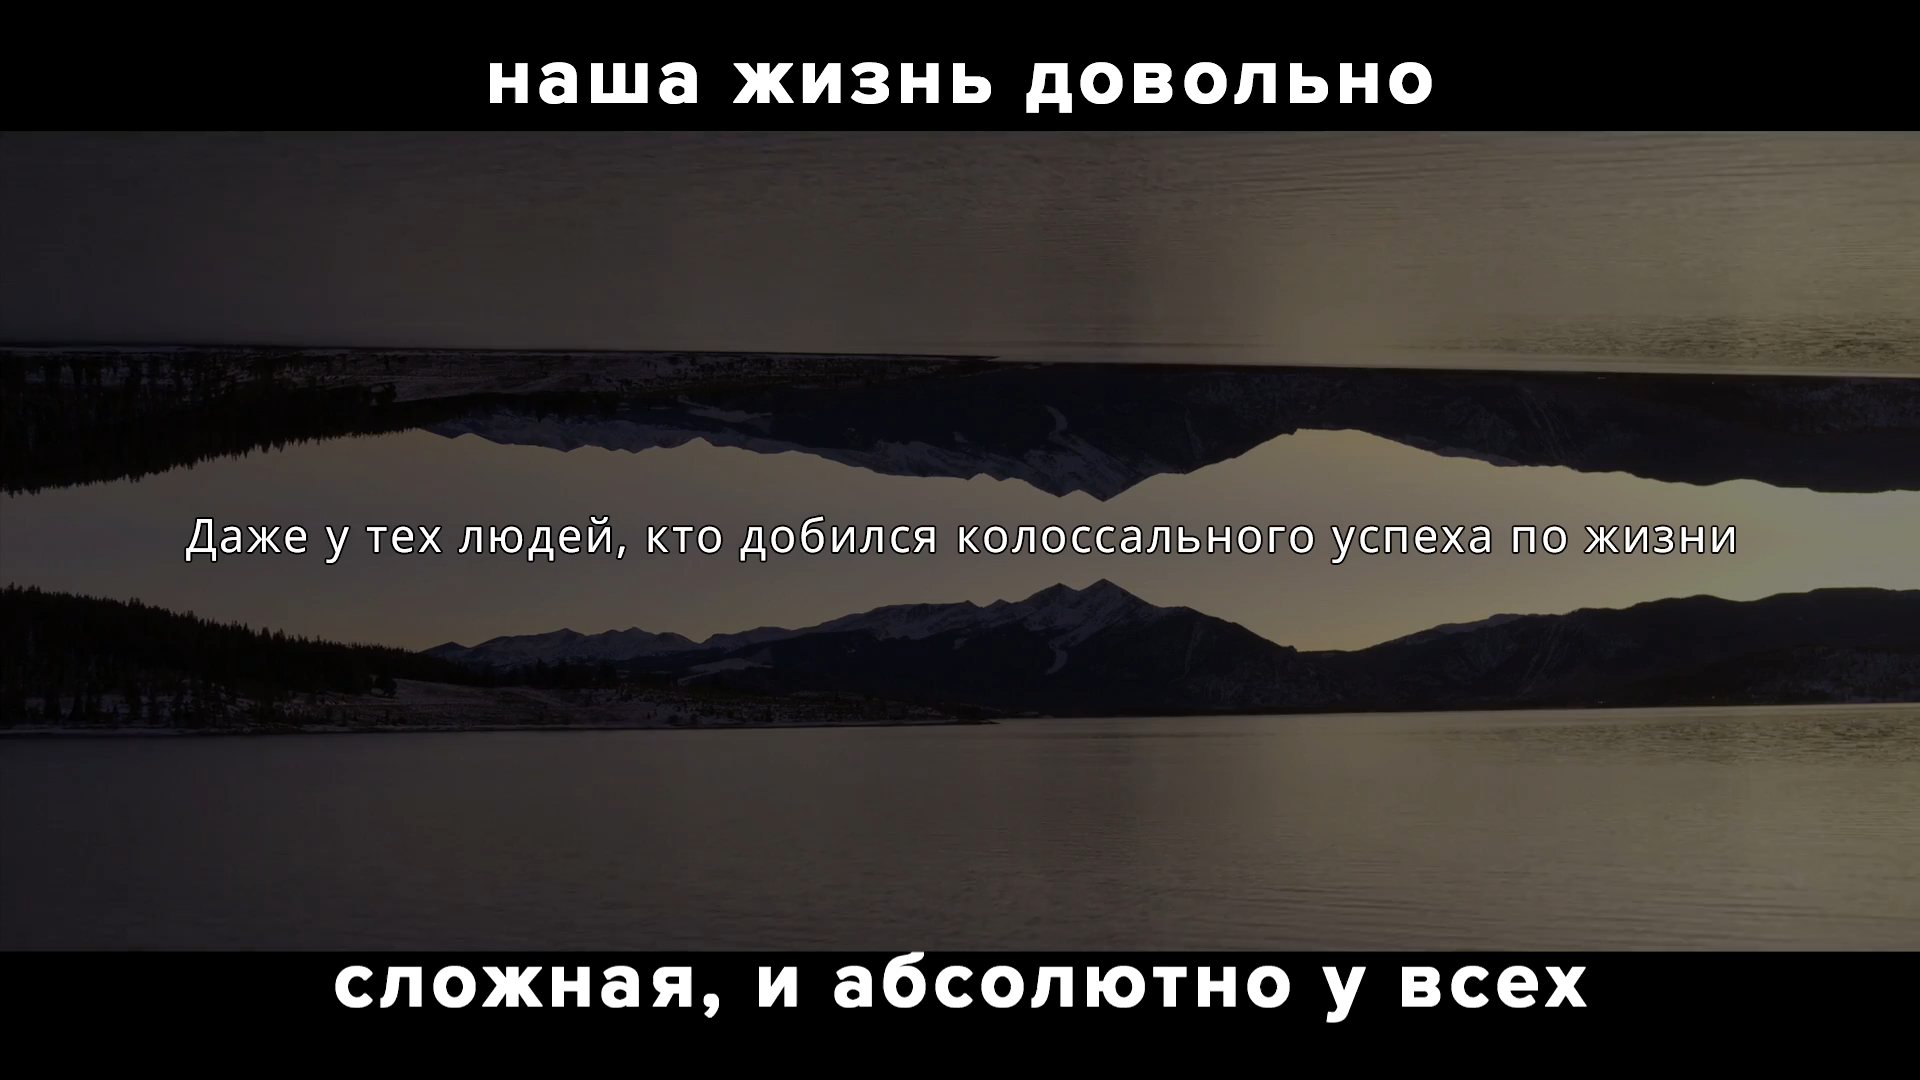 наша жизнь довольно
Даже у тех людей, кто добился колоссального успеха по жизни
сложная, и абсолютно у всех